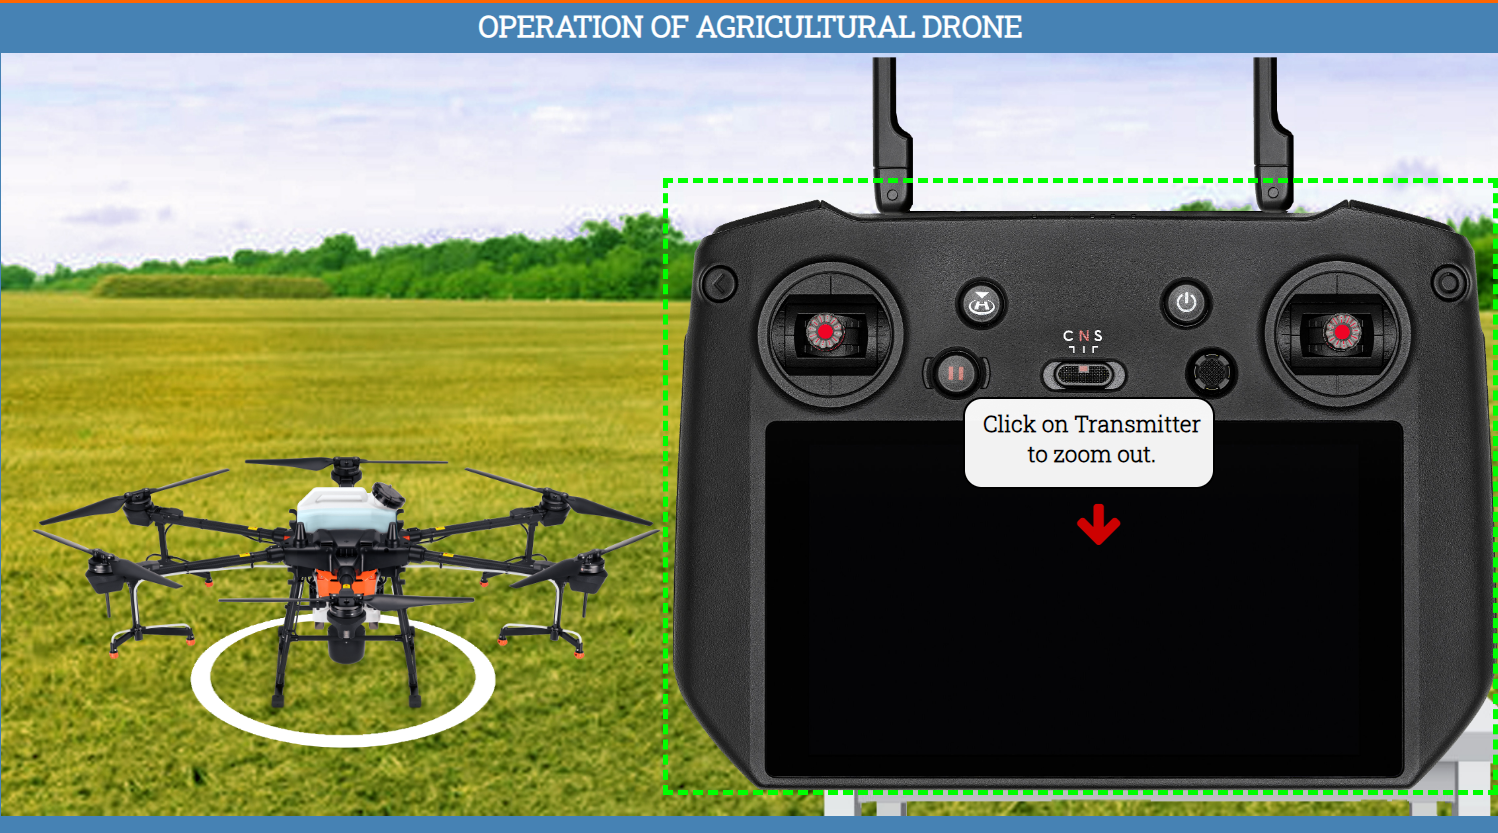 OPERATION OF AGRICULTURAL DRONE
C N S
Click on Transmitter
to zoom out.